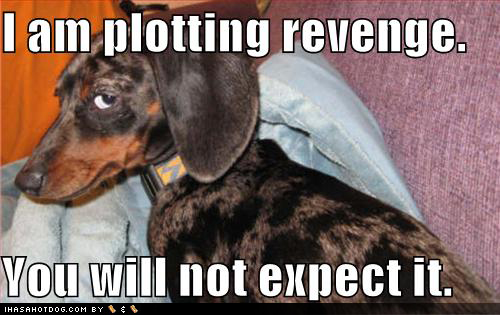 I am plotting revenge.
You will not expect it.
IHASAHOTDOG.COM BY &